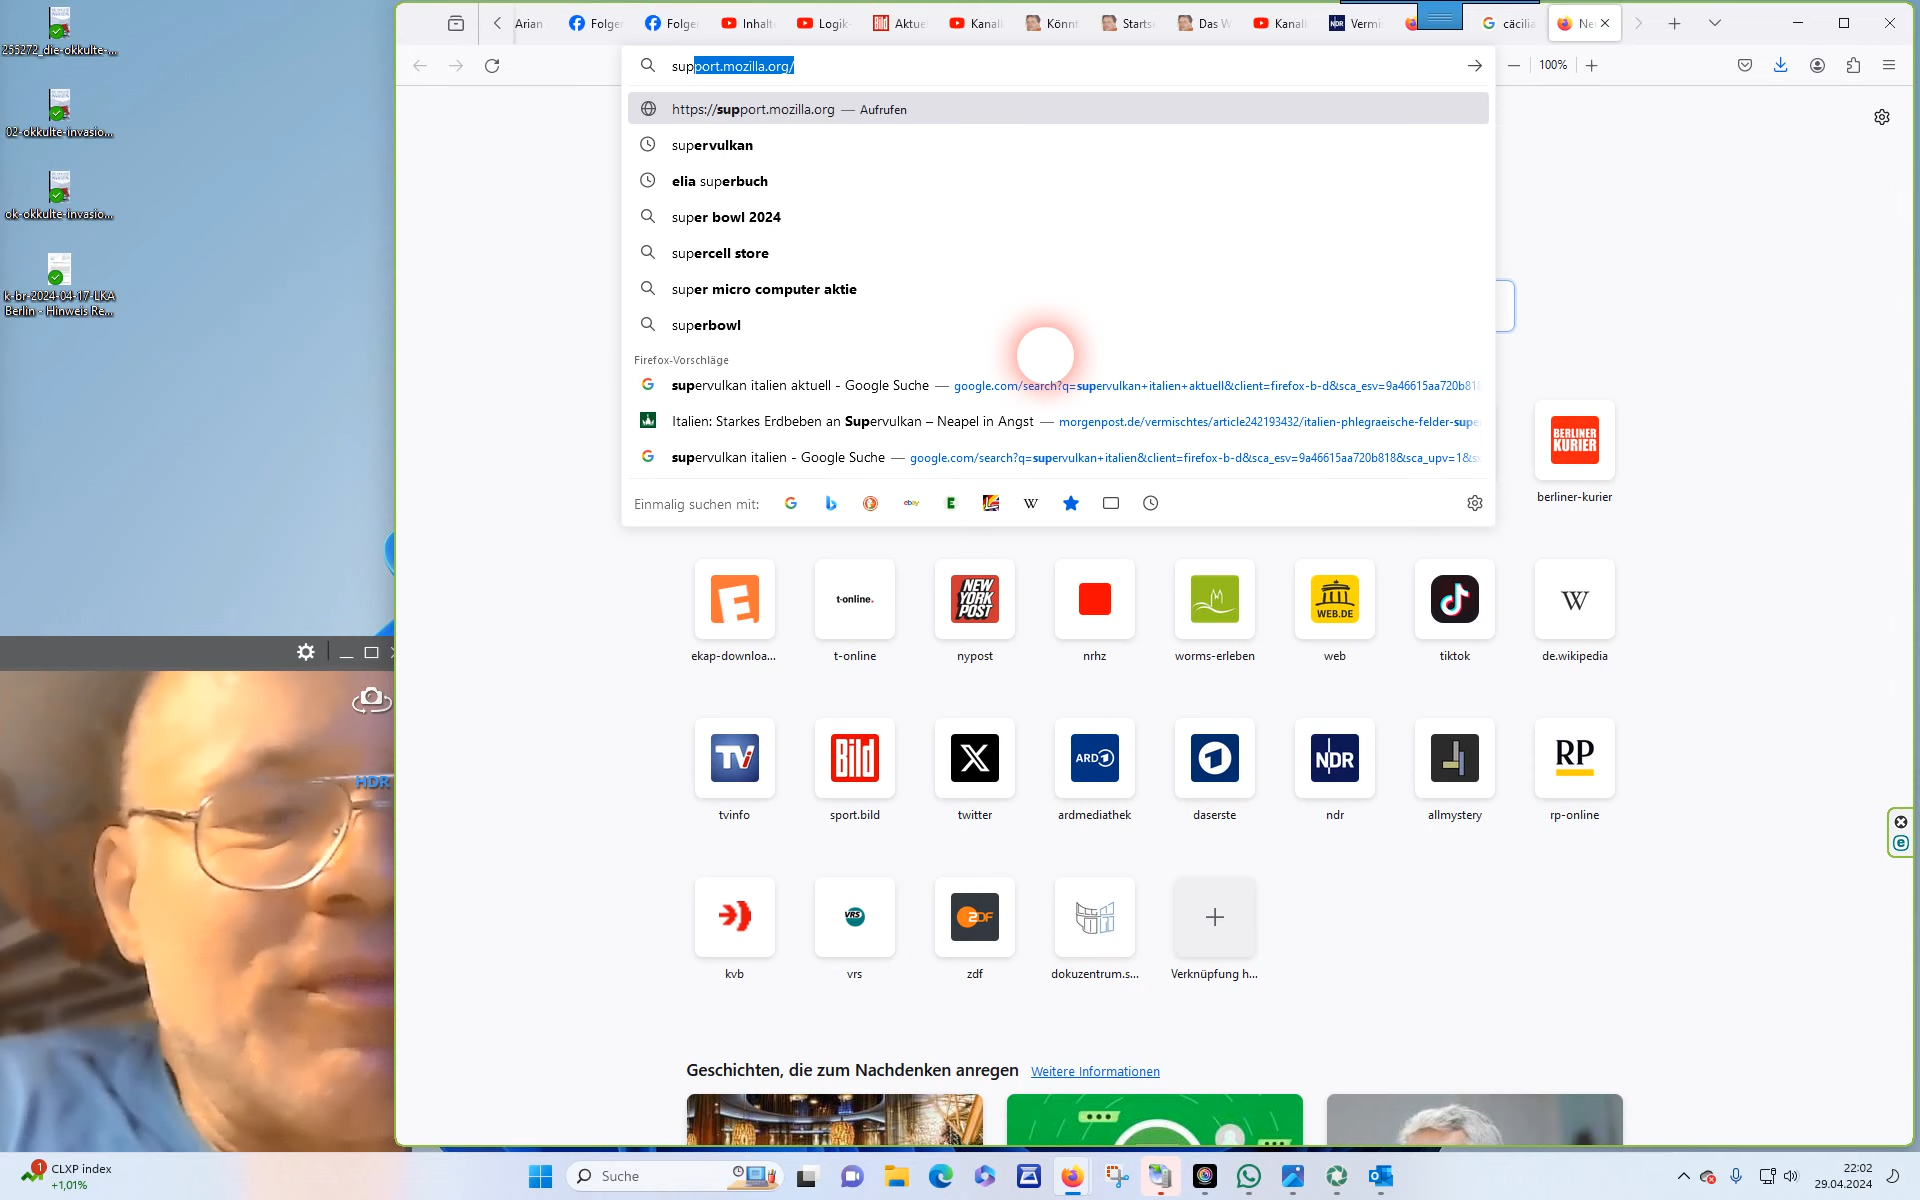 255272_die-okkulte-...
02-okkulte-invasio...
ok-okkulte-invasio...
k-br-2024-04-17-LKA
Berlin - Hinweis Re...
Arian
Folger
Folger
Inhalt
Logik-
Aktue
Kanal
Könnt
Starts
Das W
Kanal
Vermi
cäcilia
Ne
support.mozilla.org/
100%
https://support.mozilla.org — Aufrufen
supervulkan
elia superbuch
super bowl 2024
supercell store
super micro computer aktie
superbowl
Firefox-Vorschläge
supervulkan italien aktuell - Google Suche — google.com/search?q=supervulkan+italien+aktuell&client=firefox-b-d&sca_esv=9a46615aa720b81
Italien: Starkes Erdbeben an Supervulkan – Neapel in Angst — morgenpost.de/vermischtes/article242193432/italien-phlegraeische-felder-supe
supervulkan italien - Google Suche — google.com/search?q=supervulkan+italien&client=firefox-b-d&sca_esv=9a46615aa720b818&sca_upv=1&s
Einmalig suchen mit:
BERLINER
KURIER
berliner-kurier
t-online.
NEW
YORK
POST
WEB.DE
W
ekap-downloa...
t-online
nypost
nrhz
worms-erleben
web
tiktok
de.wikipedia
TVi
Bild
ARD
NDR
RP
tvinfo
sport.bild
twitter
ardmediathek
daserste
ndr
allmystery
rp-online
VRS
ZDF
kvb
vrs
zdf
dokuzentrum.s...
Verknüpfung h...
Geschichten, die zum Nachdenken anregen
Weitere Informationen
HDR
1
CLXP index
+1,01%
Suche
22:02
29.04.2024